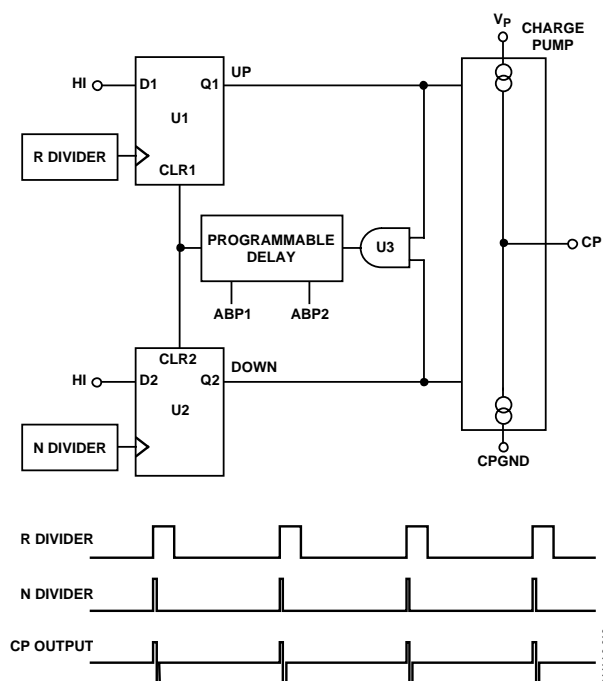 VP
CHARGE
PUMP
UP
HI
D1
Q1
U1
R DIVIDER
CLR1
PROGRAMMABLE
DELAY
U3
CP
ABP1
ABP2
CLR2
DOWN
HI
D2
Q2
U2
N DIVIDER
CPGND
R DIVIDER
N DIVIDER
CP OUTPUT